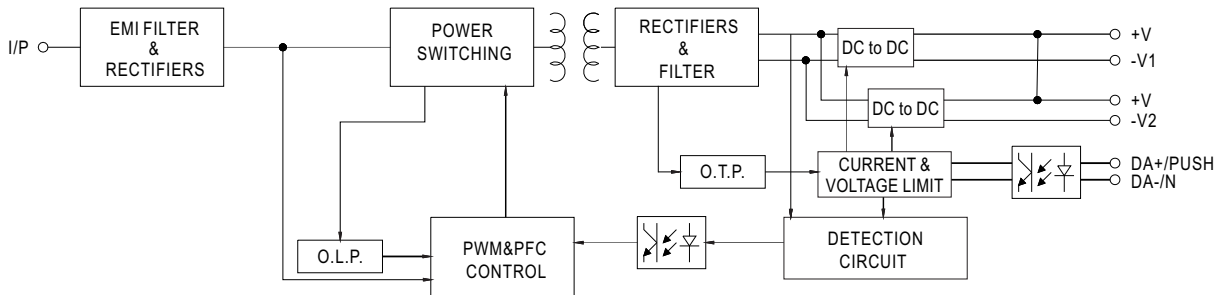 I/P
EMI FILTER
&
RECTIFIERS
POWER
SWITCHING
RECTIFIERS
&
FILTER
DC to DC
+V
-V1
DC to DC
+V
-V2
O.T.P.
CURRENT &
VOLTAGE LIMIT
DA+/PUSH
DA-/N
O.L.P.
PWM&PFC
CONTROL
DETECTION
CIRCUIT